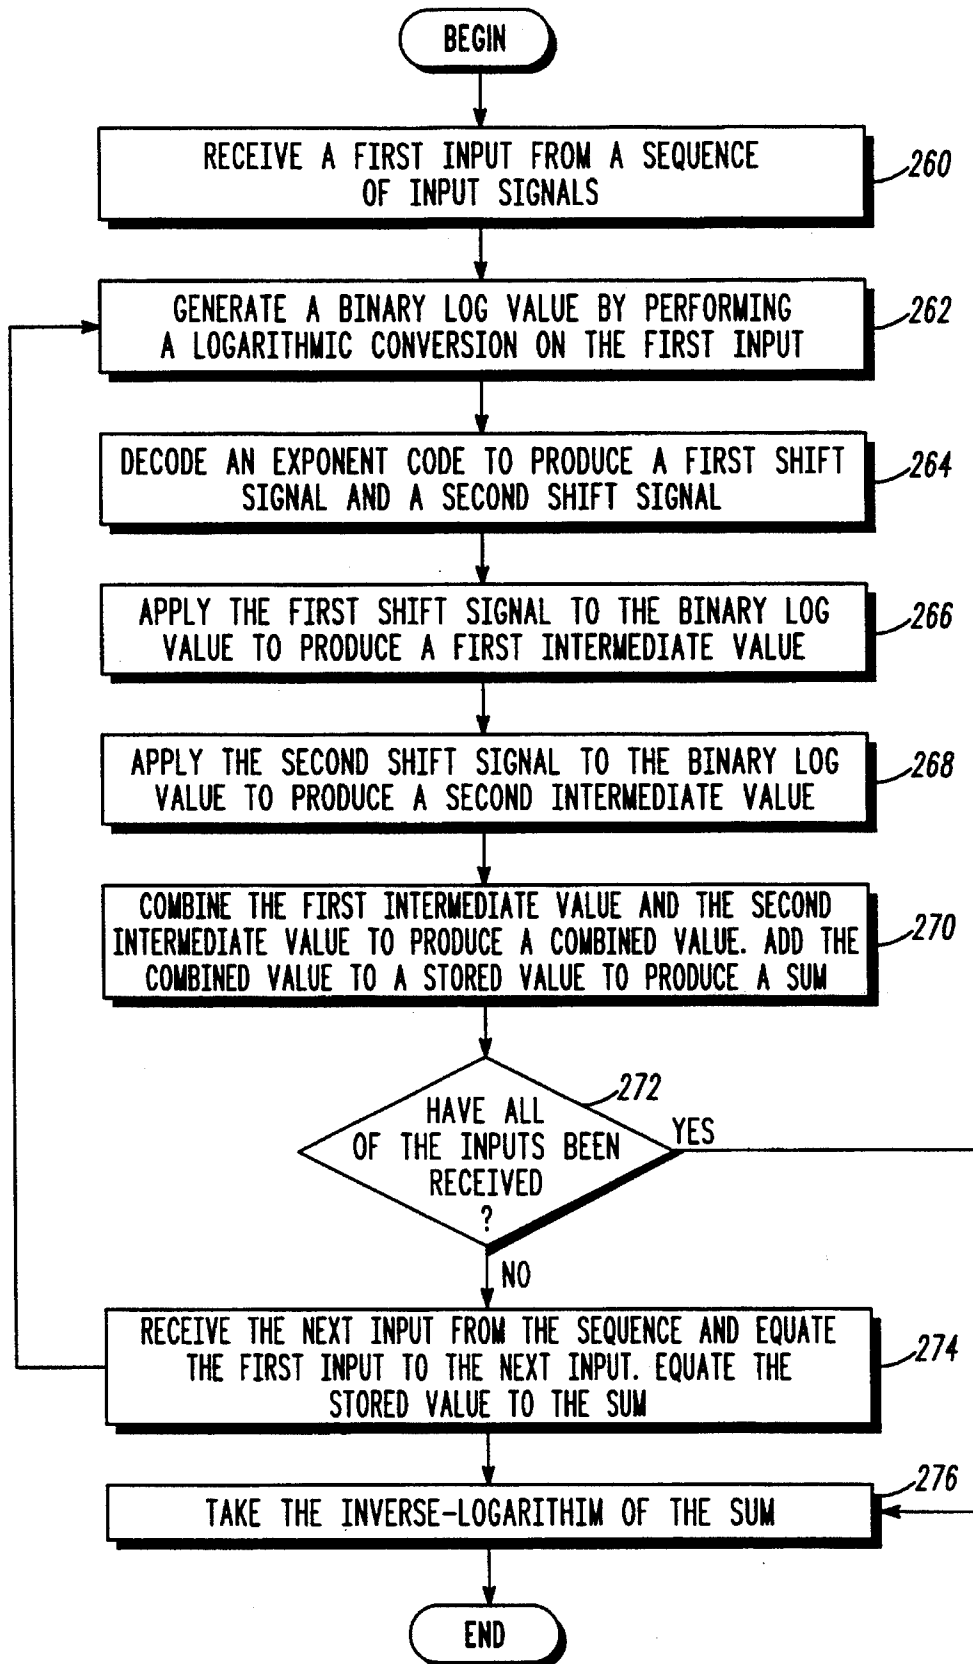 BEGIN
RECEIVE A FIRST INPUT FROM A SEQUENCE
OF INPUT SIGNALS
260
GENERATE A BINARY LOG VALUE BY PERFORMING
A LOGARITHMIC CONVERSION ON THE FIRST INPUT
262
DECODE AN EXPONENT CODE TO PRODUCE A FIRST SHIFT
SIGNAL AND A SECOND SHIFT SIGNAL
264
APPLY THE FIRST SHIFT SIGNAL TO THE BINARY LOG
VALUE TO PRODUCE A FIRST INTERMEDIATE VALUE
266
APPLY THE SECOND SHIFT SIGNAL TO THE BINARY LOG
VALUE TO PRODUCE A SECOND INTERMEDIATE VALUE
268
COMBINE THE FIRST INTERMEDIATE VALUE AND THE SECOND
INTERMEDIATE VALUE TO PRODUCE A COMBINED VALUE. ADD THE
COMBINED VALUE TO A STORED VALUE TO PRODUCE A SUM
270
HAVE ALL
OF THE INPUTS BEEN
RECEIVED
?
272
YES
NO
RECEIVE THE NEXT INPUT FROM THE SEQUENCE AND EQUATE
THE FIRST INPUT TO THE NEXT INPUT. EQUATE THE
STORED VALUE TO THE SUM
274
TAKE THE INVERSE-LOGARITHIM OF THE SUM
276
END